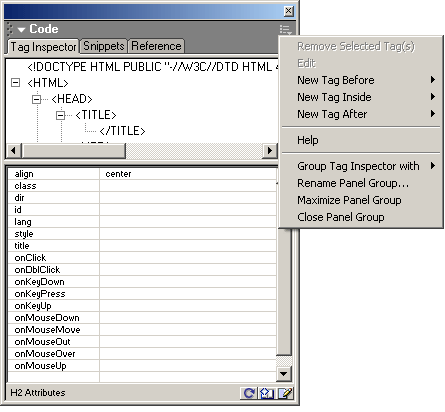 Code
Tag Inspector Snippets Reference
<!DOCTYPE HTML PUBLIC "-//W3C//DTD HTML 4
<HTML>
<HEAD>
<TITLE>
</TITLE>
Remove Selected Tag(s)
Edit
New Tag Before
New Tag Inside
New Tag After
Help
Group Tag Inspector with
Rename Panel Group...
Maximize Panel Group
Close Panel Group
align center
class
dir
id
lang
style
title
onClick
onDblClick
onKeyDown
onKeyPress
onKeyUp
onMouseDown
onMouseMove
onMouseOut
onMouseOver
onMouseUp
H2 Attributes